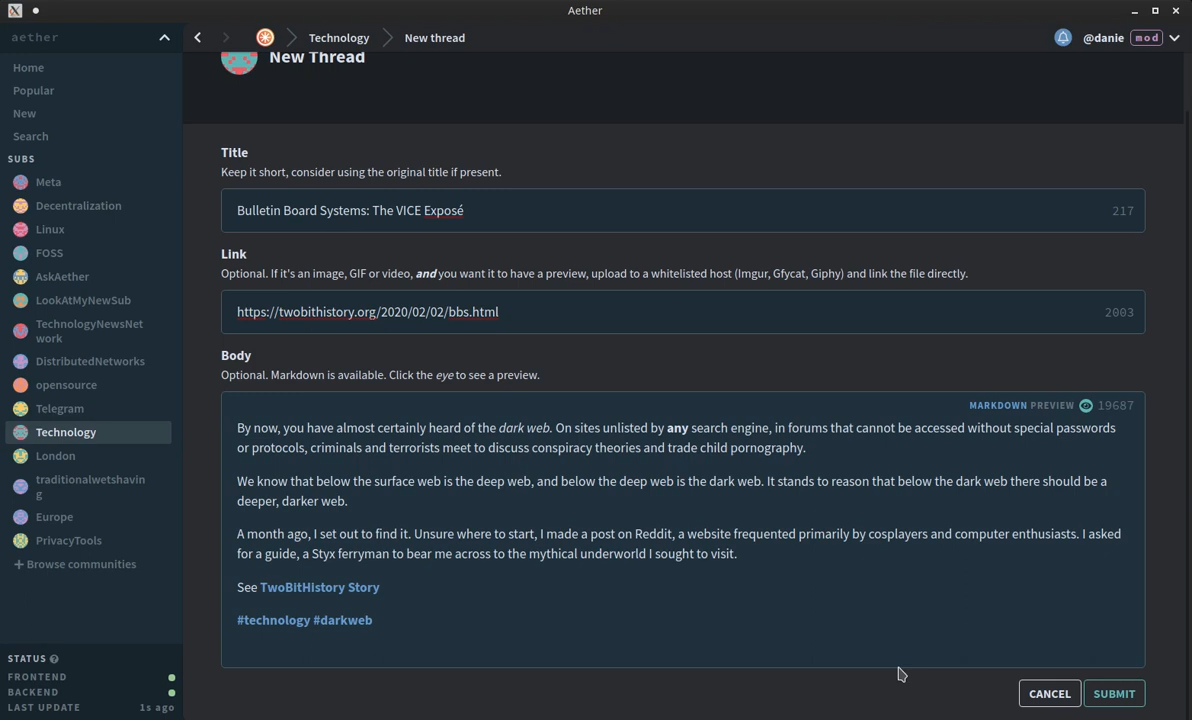 Aether
aether
Technology
New thread
@danie
mod
Home
Popular
New
Search
SUBS
Meta
Decentralization
Linux
FOSS
AskAether
LookAtMyNewSub
TechnologyNewsNet
work
DistributedNetworks
opensource
Telegram
Technology
London
traditionalwetshavin
g
Europe
PrivacyTools
+ Browse communities
STATUS ?
FRONTEND
BACKEND
LAST UPDATE 1s ago
New Thread
Title
Keep it short, consider using the original title if present.
Bulletin Board Systems: The VICE Exposé 217
Link
Optional. If it's an image, GIF or video, and you want it to have a preview, upload to a whitelisted host (Imgur, Gfycat, Giphy) and link the file directly.
https://twobithistory.org/2020/02/02/bbs.html 2003
Body
Optional. Markdown is available. Click the eye to see a preview.
MARKDOWN PREVIEW 19687
By now, you have almost certainly heard of the dark web. On sites unlisted by any search engine, in forums that cannot be accessed without special passwords
or protocols, criminals and terrorists meet to discuss conspiracy theories and trade child pornography.
We know that below the surface web is the deep web, and below the deep web is the dark web. It stands to reason that below the dark web there should be a
deeper, darker web.
A month ago, I set out to find it. Unsure where to start, I made a post on Reddit, a website frequented primarily by cosplayers and computer enthusiasts. I asked
for a guide, a Styx ferryman to bear me across to the mythical underworld I sought to visit.
See TwoBitHistory Story
#technology #darkweb
CANCEL
SUBMIT